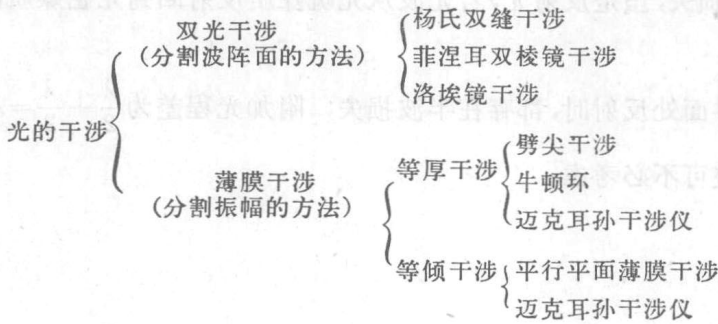 双光干涉
(分割波阵面的方法)
杨氏双缝干涉
菲涅耳双棱镜干涉
洛埃镜干涉
光的干涉
薄膜干涉
(分割振幅的方法)
等厚干涉
劈尖干涉
牛顿环
迈克耳孙干涉仪
等倾干涉
平行平面薄膜干涉
迈克耳孙干涉仪